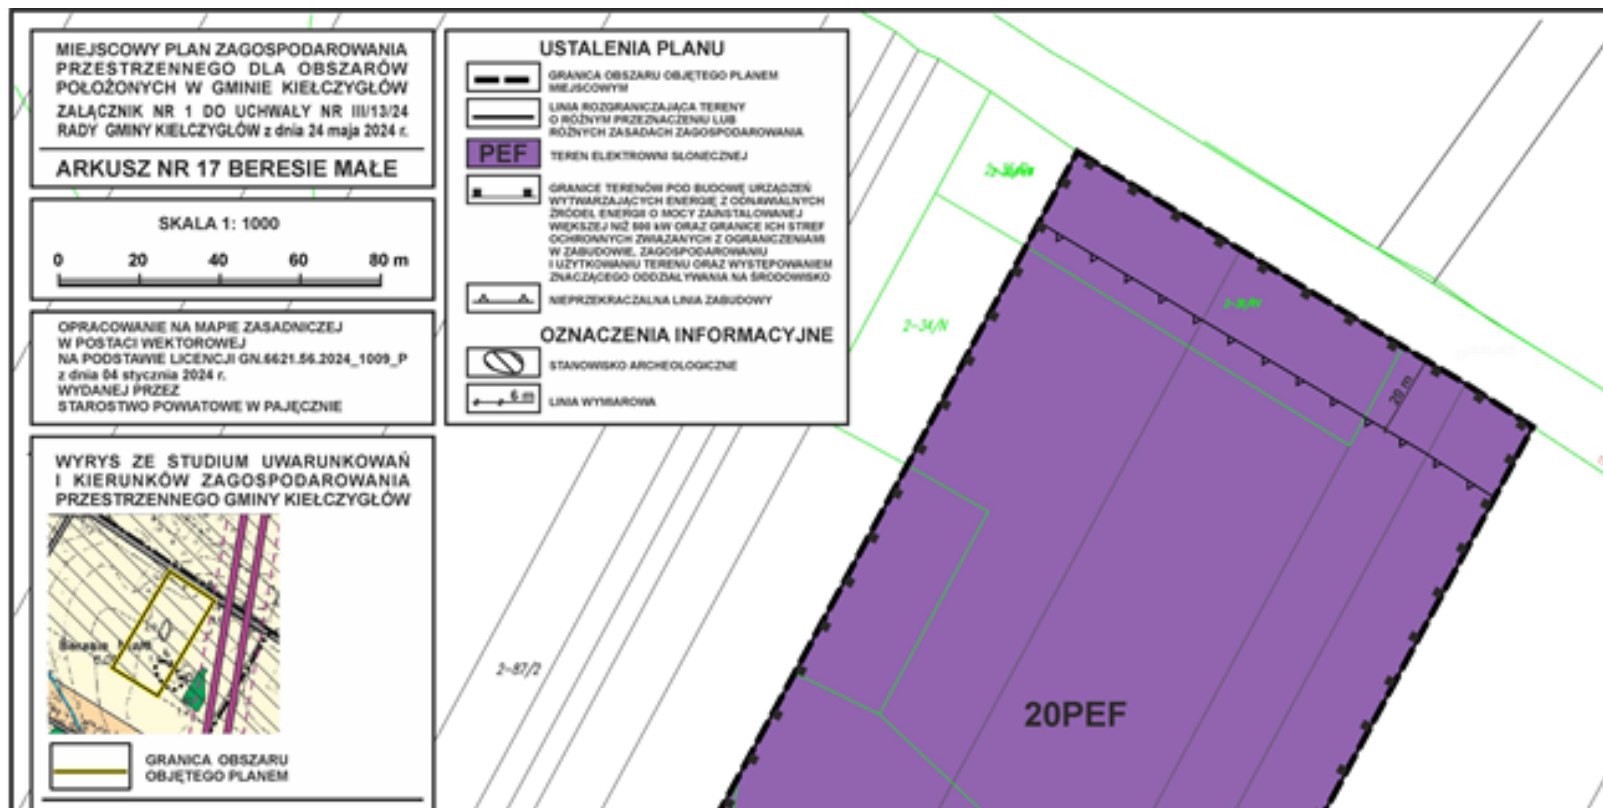 MIEJSCOWY PLAN ZAGOSPODAROWANIA
PRZESTRZENNEGO DLA OBSZARÓW
POŁOŻONYCH W GMINIE KIEŁCZYGŁÓW
ZAŁĄCZNIK NR 1 DO UCHWAŁY NR III/13/24
RADY GMINY KIEŁCZYGŁÓW z dnia 24 maja 2024 r.
ARKUSZ NR 17 BERESIE MAŁE
SKALA 1: 1000
0 20 40 60 80 m
OPRACOWANIE NA MAPIE ZASADNICZEJ
W POSTACI WEKTOROWEJ
NA PODSTAWIE LICENCJI GN.6621.56.2024_1009_P
z dnia 04 stycznia 2024 r.
WYDANEJ PRZEZ
STAROSTWO POWIATOWE W PAJĘCZNIE
WYRYS ZE STUDIUM UWARUNKOWAŃ
I KIERUNKÓW ZAGOSPODAROWANIA
PRZESTRZENNEGO GMINY KIEŁCZYGŁÓW
GRANICA OBSZARU
OBJĘTEGO PLANEM
USTALENIA PLANU
GRANICA OBSZARU OBJĘTEGO PLANEM
MIEJSCOWYM
LINIA ROZGRANICZAJĄCA TERENY
O RÓŻNYM PRZEZNACZENIU LUB
RÓŻNYCH ZASADACH ZAGOSPODAROWANIA
PEF TEREN ELEKTROWNI SŁONECZNEJ
GRANICE TERENÓW POD BUDOWĘ URZĄDZEŃ
WYTWARZAJĄCYCH ENERGIĘ Z ODNAWIALNYCH
ŹRÓDEŁ ENERGII O MOCY ZAINSTALOWANEJ
WIĘKSZEJ NIŻ 500 kW ORAZ GRANICE ICH STREF
OCHRONNYCH ZWIĄZANYCH Z OGRANICZENIAMI
W ZABUDOWIE, ZAGOSPODAROWANIU
I UŻYTKOWANIU TERENU ORAZ WYSTĘPOWANIEM
ZNACZĄCEGO ODDZIAŁYWANIA NA ŚRODOWISKO
NIEPRZEKRACZALNA LINIA ZABUDOWY
OZNACZENIA INFORMACYJNE
STANOWISKO ARCHEOLOGICZNE
6 m LINIA WYMIAROWA
2-34/N
20 m
2-87/2
20PEF